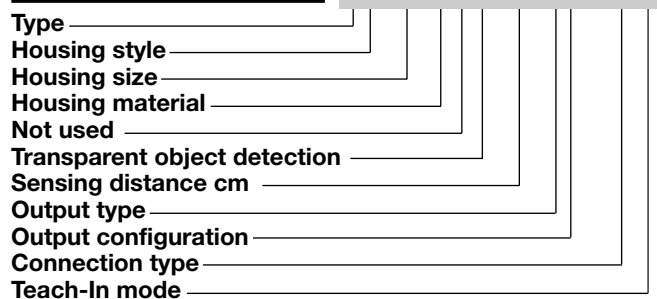 Type
Housing style
Housing size
Housing material
Not used
Transparent object detection
Sensing distance cm
Output type
Output configuration
Connection type
Teach-In mode